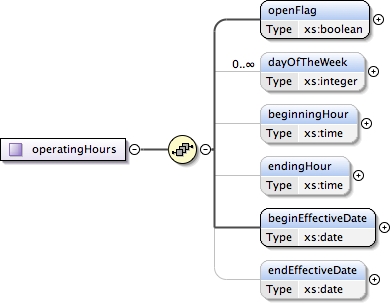 openFlag
Type xs:boolean
0..∞
dayOfTheWeek
Type xs:integer
beginningHour
Type xs:time
operatingHours
endingHour
Type xs:time
beginEffectiveDate
Type xs:date
endEffectiveDate
Type xs:date